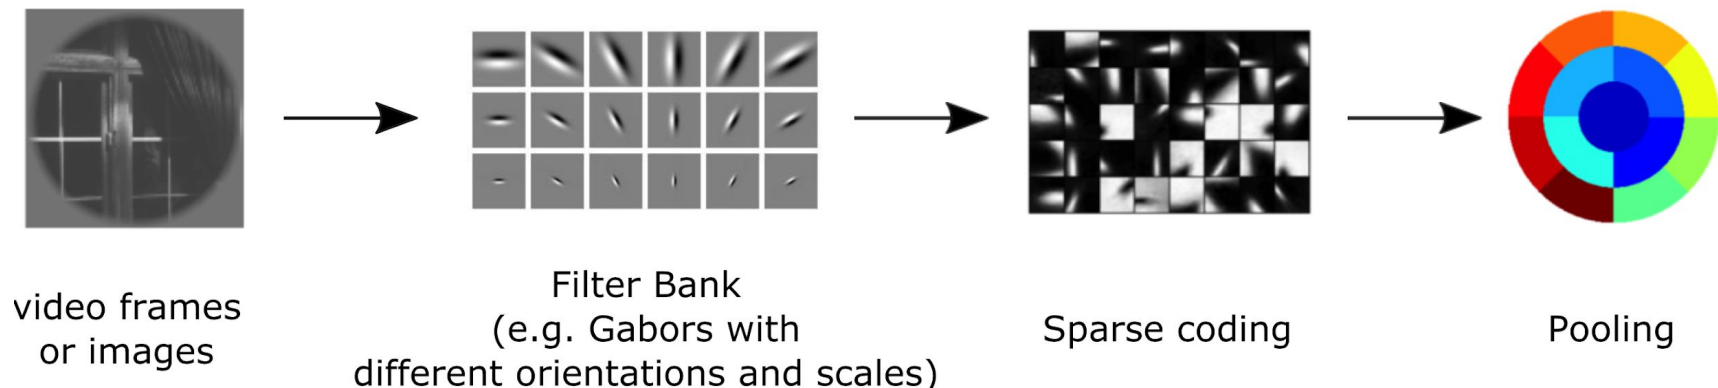 video frames
or images
Filter Bank
(e.g. Gabors with
different orientations and scales)
Sparse coding
Pooling